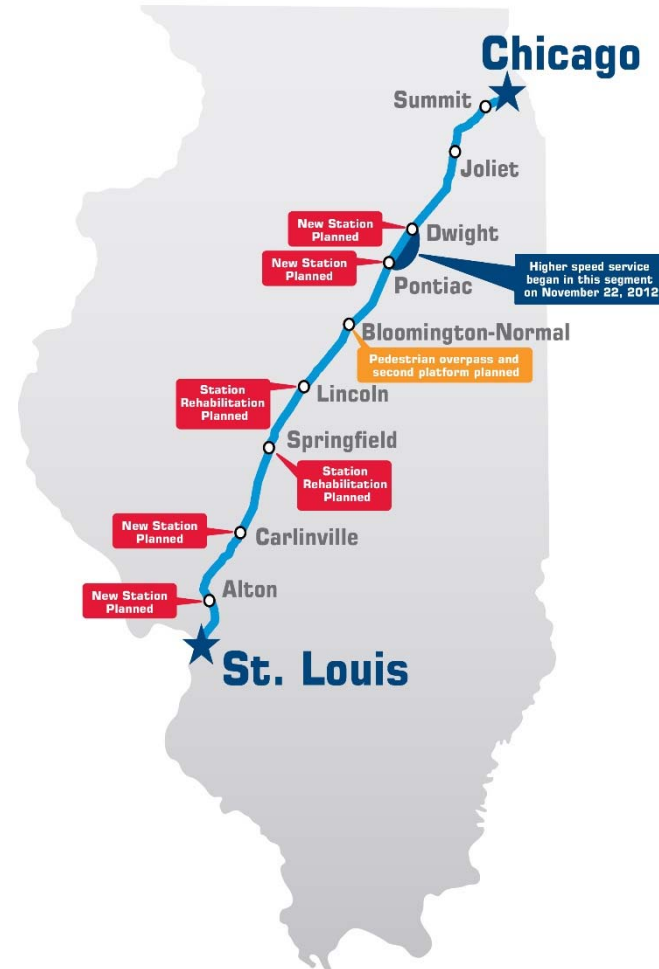 Chicago
Summit
Joliet
New Station
Planned
Dwight
New Station
Planned
Pontiac
Higher speed service
began in this segment
on November 22, 2012
Bloomington-Normal
Pedestrian overpass and
second platform planned
Station
Rehabilitation
Planned
Lincoln
Springfield
Station
Rehabilitation
Planned
New Station
Planned
Carlinville
New Station
Planned
Alton
St. Louis